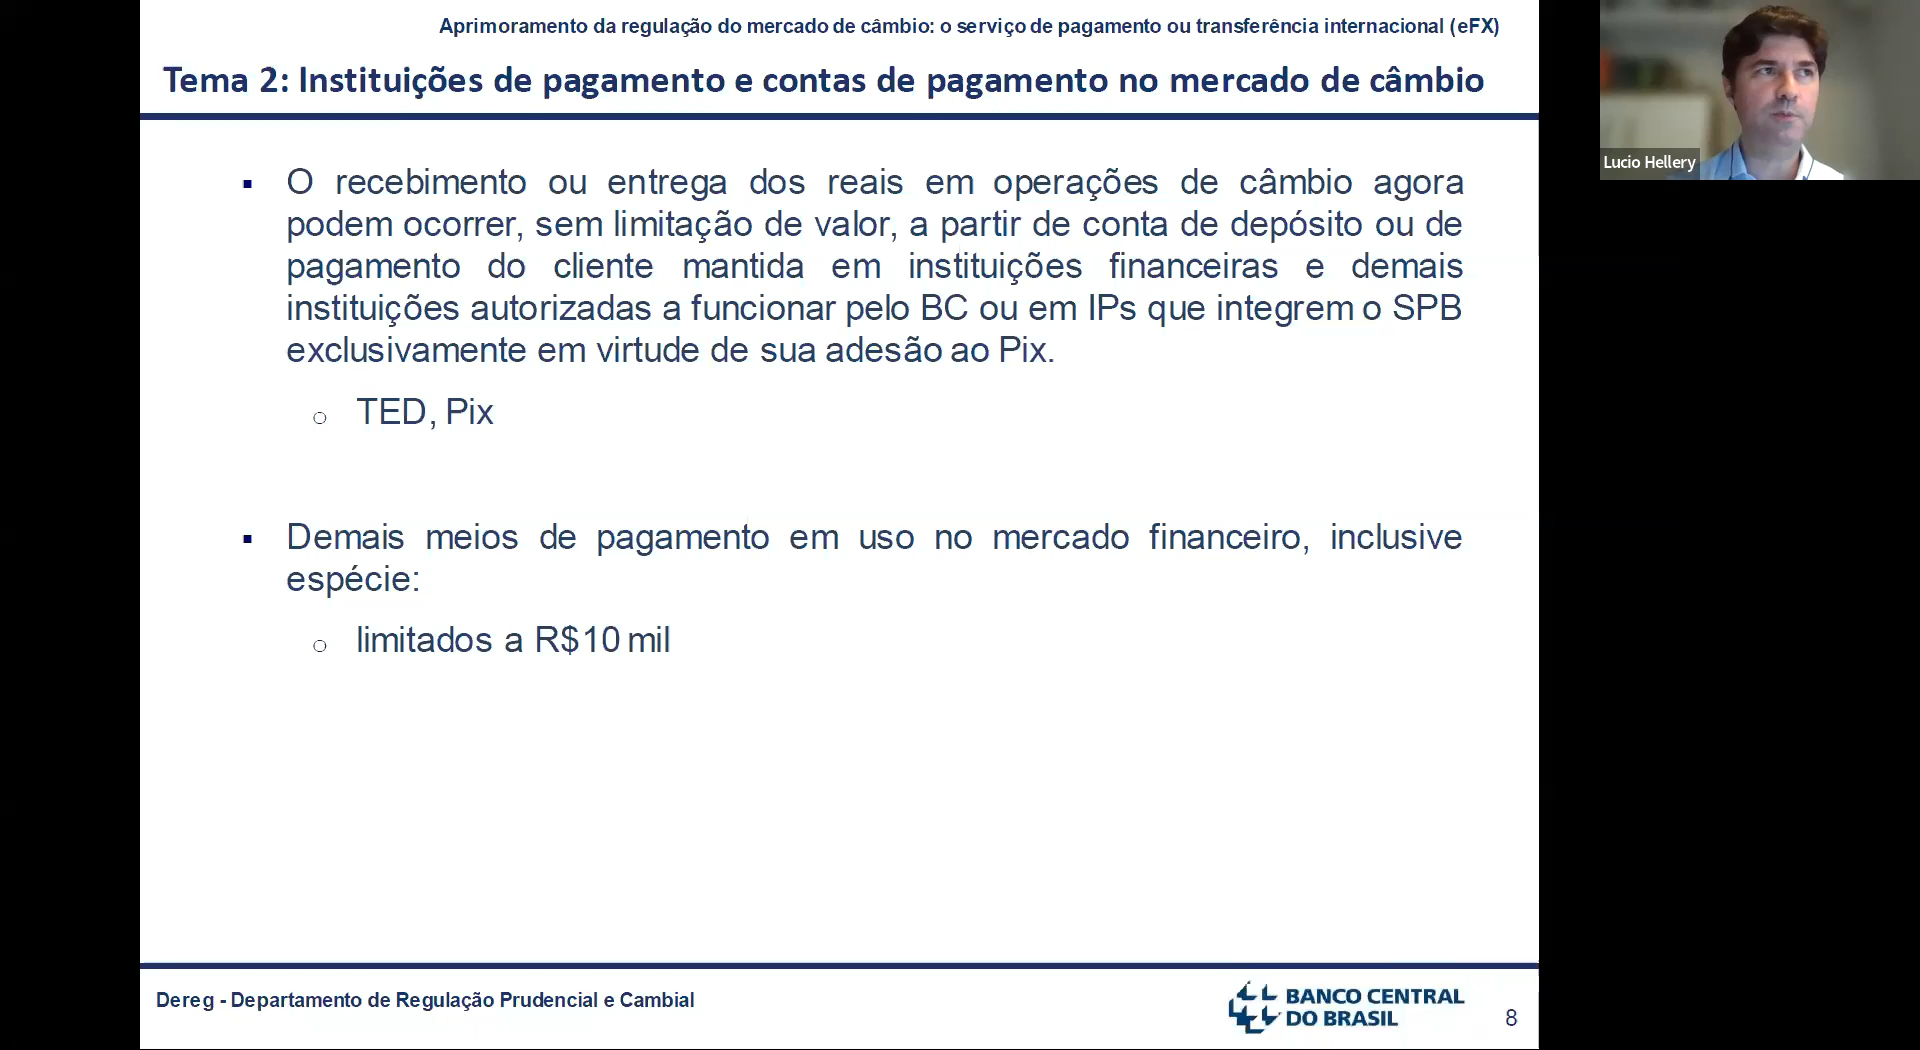 Aprimoramento da regulação do mercado de câmbio: o serviço de pagamento ou transferência internacional (eFX)
Tema 2: Instituições de pagamento e contas de pagamento no mercado de câmbio
▪ O recebimento ou entrega dos reais em operações de câmbio agora
podem ocorrer, sem limitação de valor, a partir de conta de depósito ou de
pagamento do cliente mantida em instituições financeiras e demais
instituições autorizadas a funcionar pelo BC ou em IPs que integrem o SPB
exclusivamente em virtude de sua adesão ao Pix.
○ TED, Pix
▪ Demais meios de pagamento em uso no mercado financeiro, inclusive
espécie:
○ limitados a R$10 mil
Dereg - Departamento de Regulação Prudencial e Cambial
BANCO CENTRAL
DO BRASIL
8
Lucio Hellery